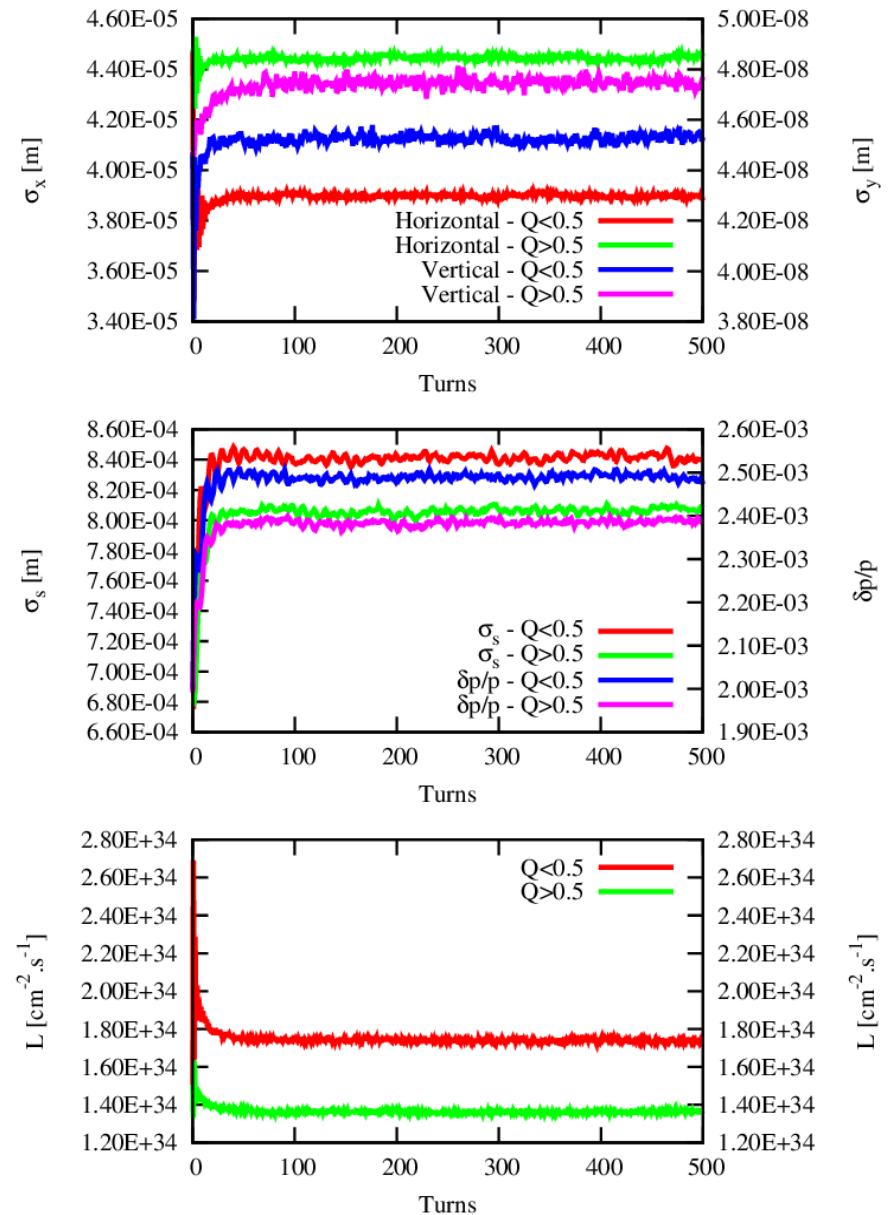 4.60E-05
4.40E-05
4.20E-05
4.00E-05
3.80E-05
3.60E-05
3.40E-05
σx [m]
5.00E-08
4.80E-08
4.60E-08
4.40E-08
4.20E-08
4.00E-08
3.80E-08
σy [m]
Horizontal - Q<0.5
Horizontal - Q>0.5
Vertical - Q<0.5
Vertical - Q>0.5
0 100 200 300 400 500
Turns
8.60E-04
8.40E-04
8.20E-04
8.00E-04
7.80E-04
7.60E-04
7.40E-04
7.20E-04
7.00E-04
6.80E-04
6.60E-04
σs [m]
2.60E-03
2.50E-03
2.40E-03
2.30E-03
2.20E-03
2.10E-03
2.00E-03
1.90E-03
δp/p
σs - Q<0.5
σs - Q>0.5
δp/p - Q<0.5
δp/p - Q>0.5
0 100 200 300 400 500
Turns
2.80E+34
2.60E+34
2.40E+34
2.20E+34
2.00E+34
1.80E+34
1.60E+34
1.40E+34
1.20E+34
L [cm-2.s-1]
2.80E+34
2.60E+34
2.40E+34
2.20E+34
2.00E+34
1.80E+34
1.60E+34
1.40E+34
1.20E+34
L [cm-2.s-1]
Q<0.5
Q>0.5
0 100 200 300 400 500
Turns